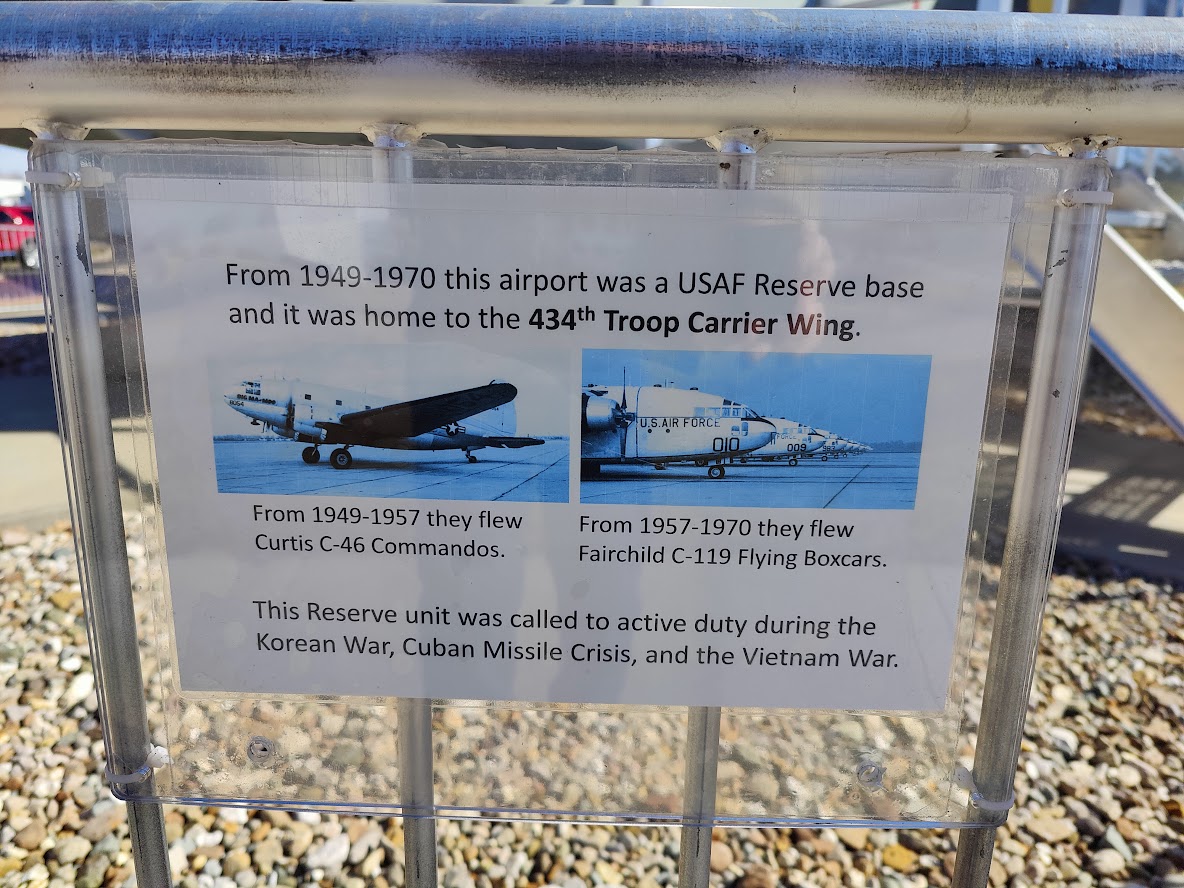 From 1949-1970 this airport was a USAF Reserve base
and it was home to the 434th Troop Carrier Wing.
U.S. AIR FORCE
010
009
From 1949-1957 they flew
Curtis C-46 Commandos.
From 1957-1970 they flew
Fairchild C-119 Flying Boxcars.
This Reserve unit was called to active duty during the
Korean War, Cuban Missile Crisis, and the Vietnam War.